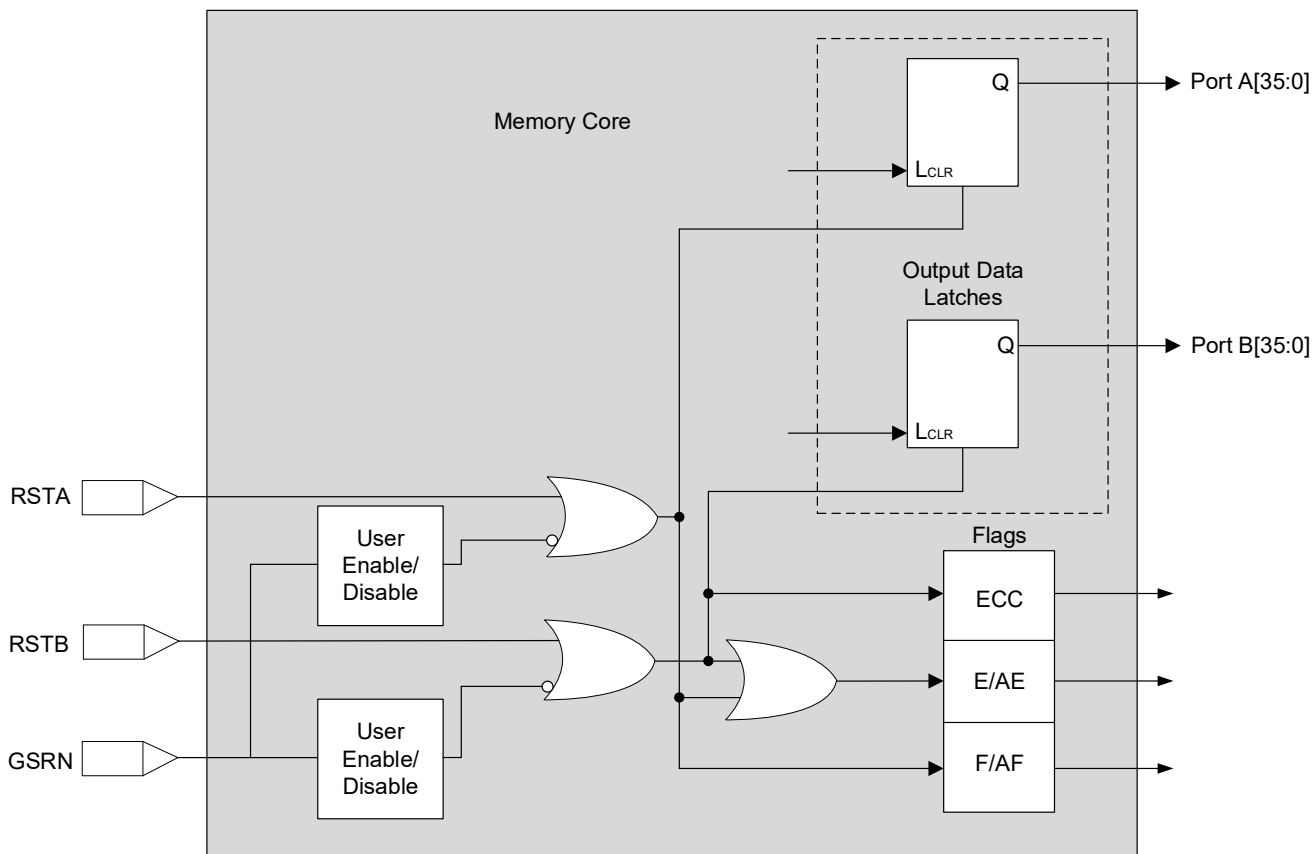 Q
Port A[35:0]
Memory Core
LCLR
Output Data
Latches
Q
Port B[35:0]
LCLR
RSTA
User
Enable/
Disable
Flags
ECC
RSTB
E/AE
User
Enable/
Disable
GSRN
F/AF